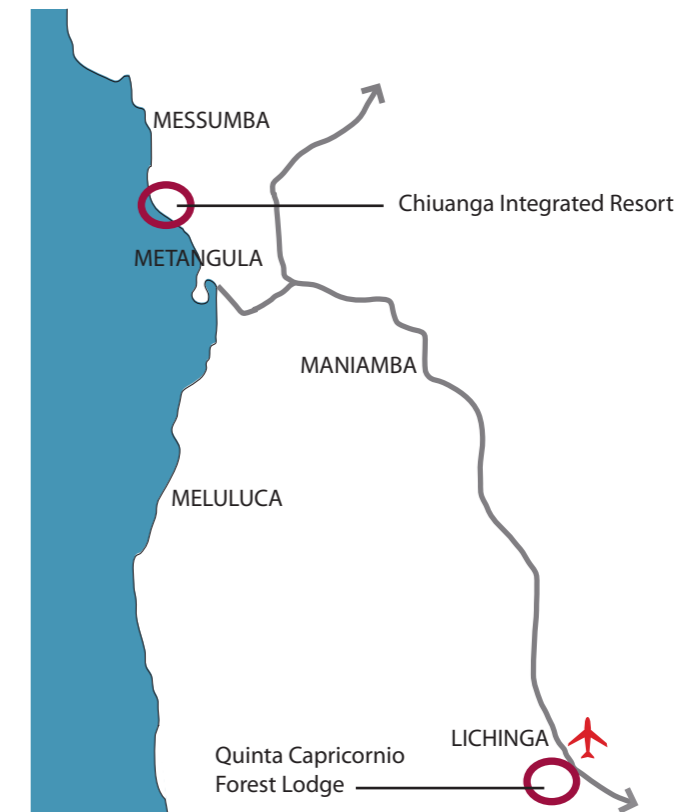 MESSUMBA
Chiuanga Integrated Resort
METANGULA
MANIAMBA
MELULUCA
LICHINGA
Quinta Capricornio
Forest Lodge